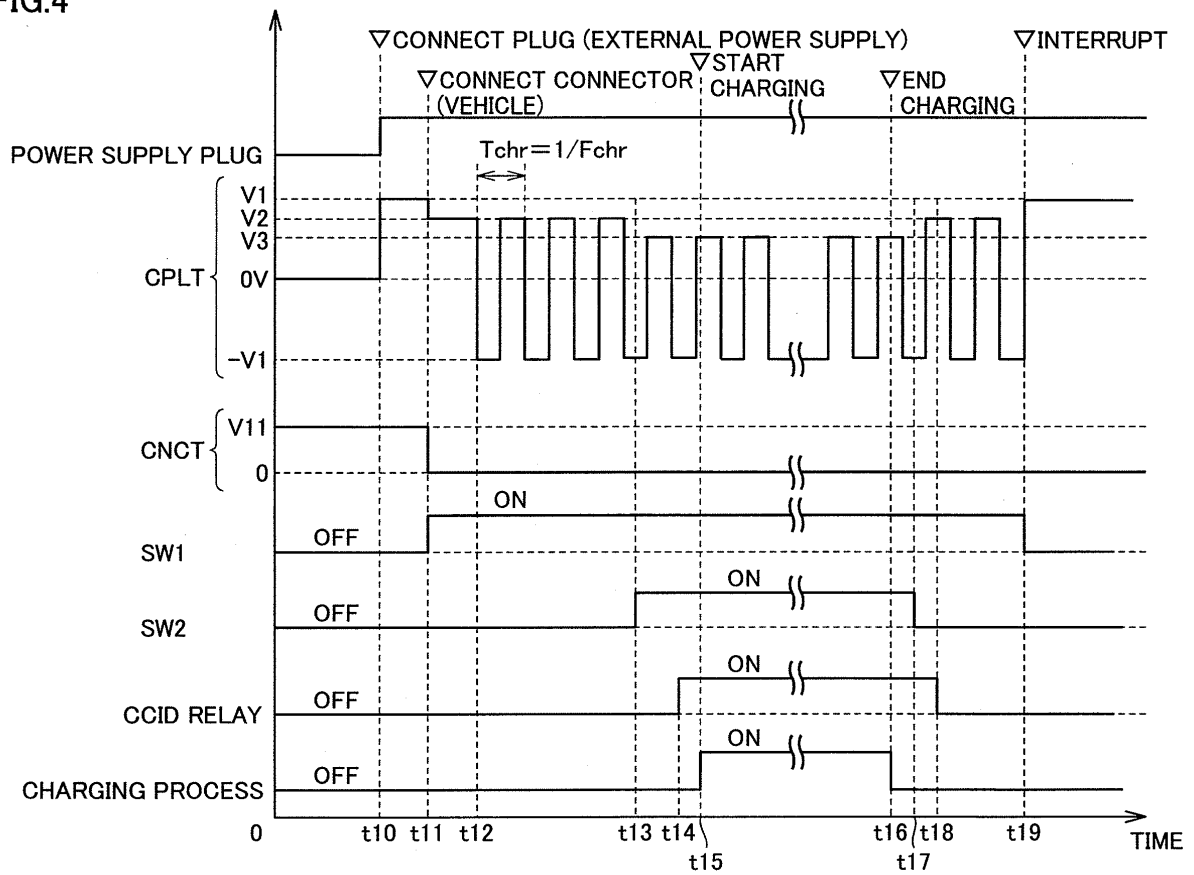 FIG.4
▽CONNECT PLUG (EXTERNAL POWER SUPPLY)
▽INTERRUPT
▽CONNECT CONNECTOR
(VEHICLE)
▽START
CHARGING
▽END
CHARGING
POWER SUPPLY PLUG
Tchr=1/Fchr
CPLT
V1
V2
V3
0V
-V1
CNCT
V11
0
SW1
OFF
ON
SW2
OFF
ON
CCID RELAY
OFF
ON
CHARGING PROCESS
OFF
ON
0
t10
t11
t12
t13
t14
t15
t16
t17
t18
t19
TIME